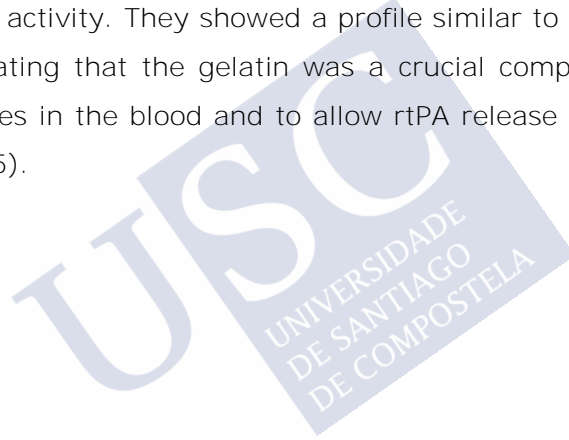 activity. They showed a profile similar to
ating that the gelatin was a crucial comp
es in the blood and to allow rtPA release
5).
USC
UNIVERSIDADE
DE SANTIAGO
DE COMPOSTELA